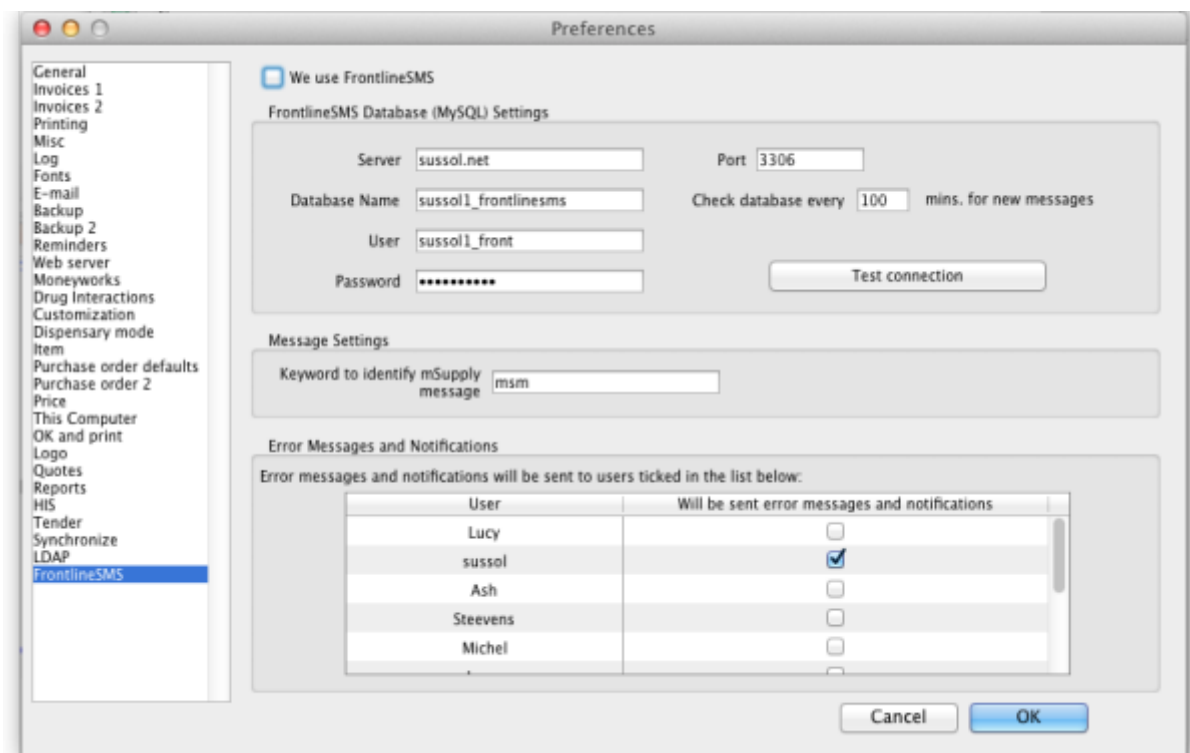 Preferences
General
Invoices 1
Invoices 2
Printing
Misc
Log
Fonts
E-mail
Backup
Backup 2
Reminders
Web server
Moneyworks
Drug Interactions
Customization
Dispensary mode
Item
Purchase order defaults
Purchase order 2
Price
This Computer
OK and print
Logo
Quotes
Reports
HIS
Tender
Synchronize
LDAP
FrontlineSMS
We use FrontlineSMS
FrontlineSMS Database (MySQL) Settings
Server sussol.net Port 3306
Database Name sussol1_frontlinesms Check database every 100 mins. for new messages
User sussol1_front
Password •••••••••• Test connection
Message Settings
Keyword to identify mSupply
message msm
Error Messages and Notifications
Error messages and notifications will be sent to users ticked in the list below:
User Will be sent error messages and notifications
Lucy
sussol
Ash
Steevens
Michel
Cancel OK